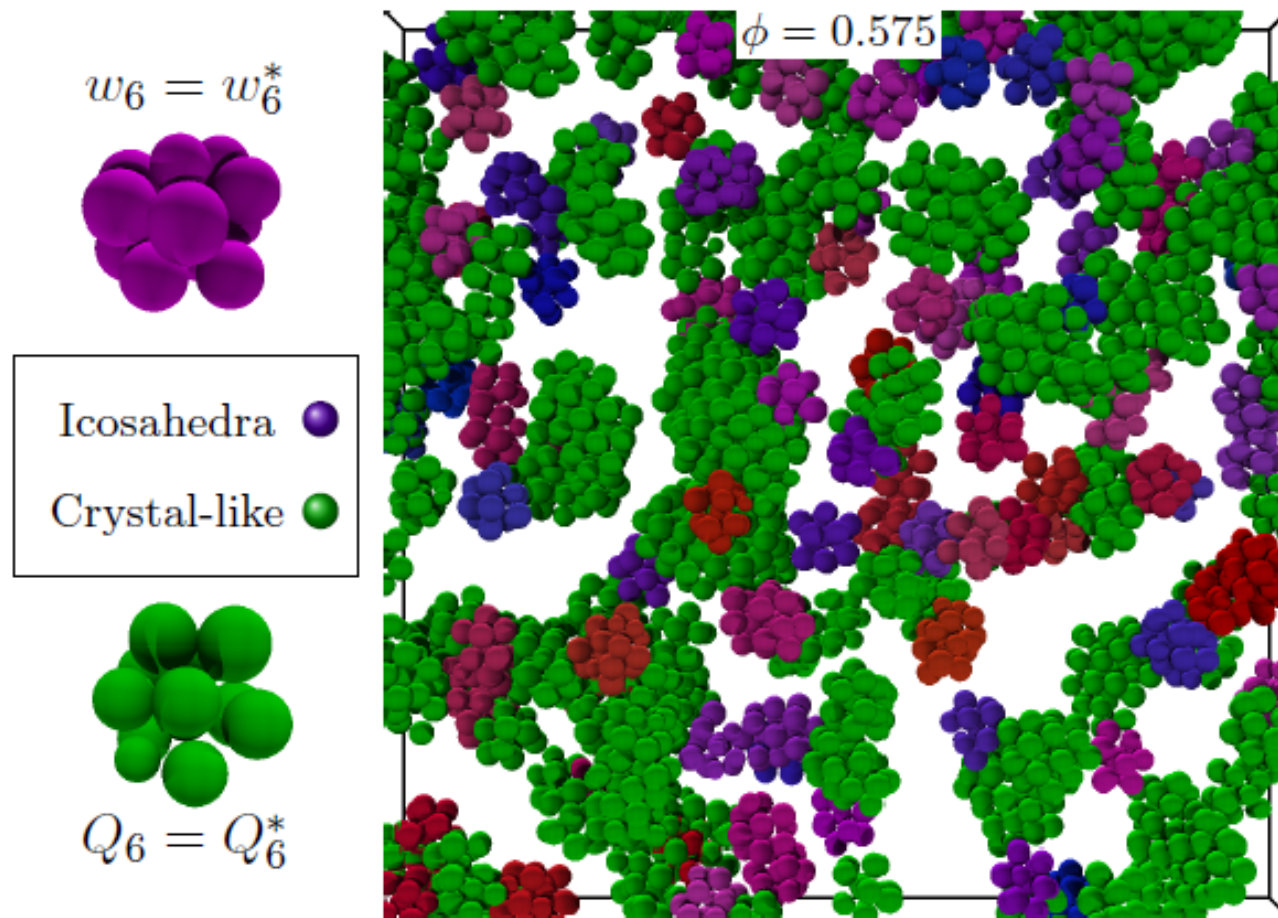 w₆ = w₆*
ϕ = 0.575
Icosahedra
Crystal-like
Q₆ = Q₆*